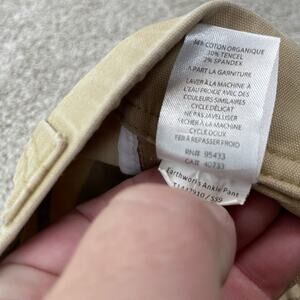 58% COTON ORGANIQUE
40% TENCEL
2% SPANDEX
À PART LA GARNITURE
LAVER À LA MACHINE À
L'EAU FROIDE AVEC DES
COULEURS SIMILAIRES
CYCLE DÉLICAT
NE PAS JAVELLISER
SÉCHER À LA MACHINE
CYCLE DOUX
FER À REPASSER FROID
RN# 95433
CA# 40733
Earthworks Ankle Pant